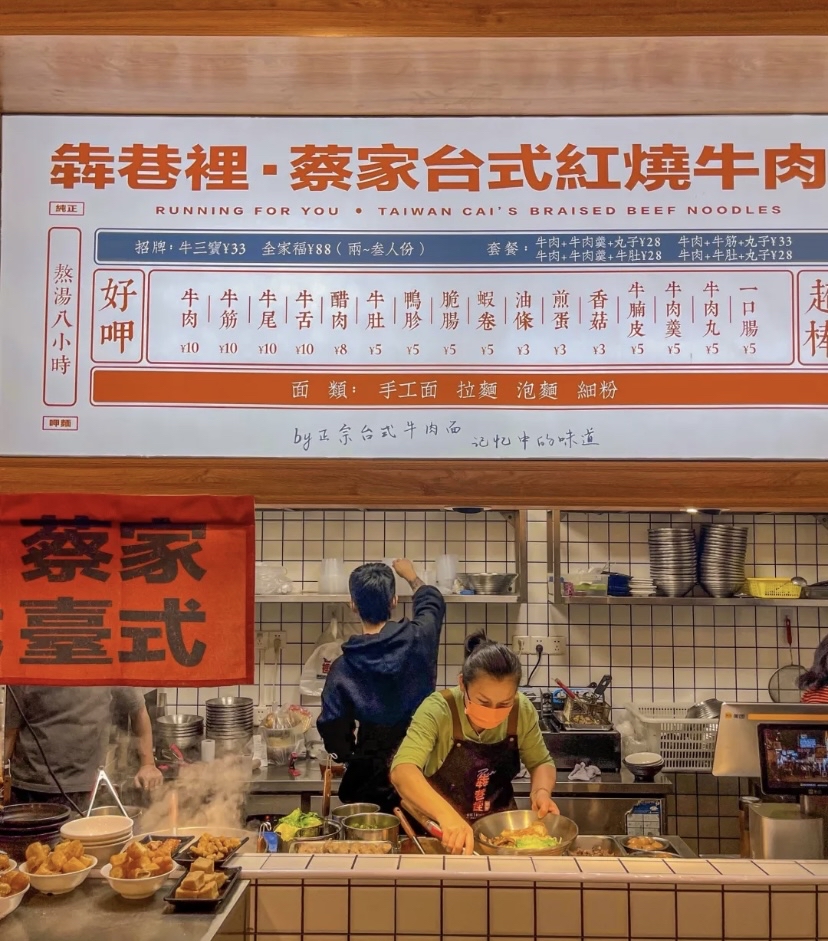 犇巷裡·蔡家台式紅燒牛肉
純正
RUNNING FOR YOU • TAIWAN CAI'S BRAISED BEEF NOODLES
熬湯八小時
招牌：牛三寶¥33 全家福¥88（兩~叁人份）
套餐：
牛肉+牛肉羹+丸子¥28 牛肉+牛筋+丸子¥33
牛肉+牛肉羹+牛肚¥28 牛肉+牛肚+丸子¥28
好呷
牛肉 ¥10
牛筋 ¥10
牛尾 ¥10
牛舌 ¥10
醋肉 ¥8
牛肚 ¥5
鴨胗 ¥5
脆腸 ¥5
蝦卷 ¥5
油條 ¥3
煎蛋 ¥3
香菇 ¥3
牛腩皮 ¥5
牛肉羹 ¥5
牛肉丸 ¥5
一口腸 ¥5
超棒
面類： 手工面 拉麵 泡麵 細粉
呷麵
by正宗台式牛肉面 记忆中的味道
蔡家
臺式